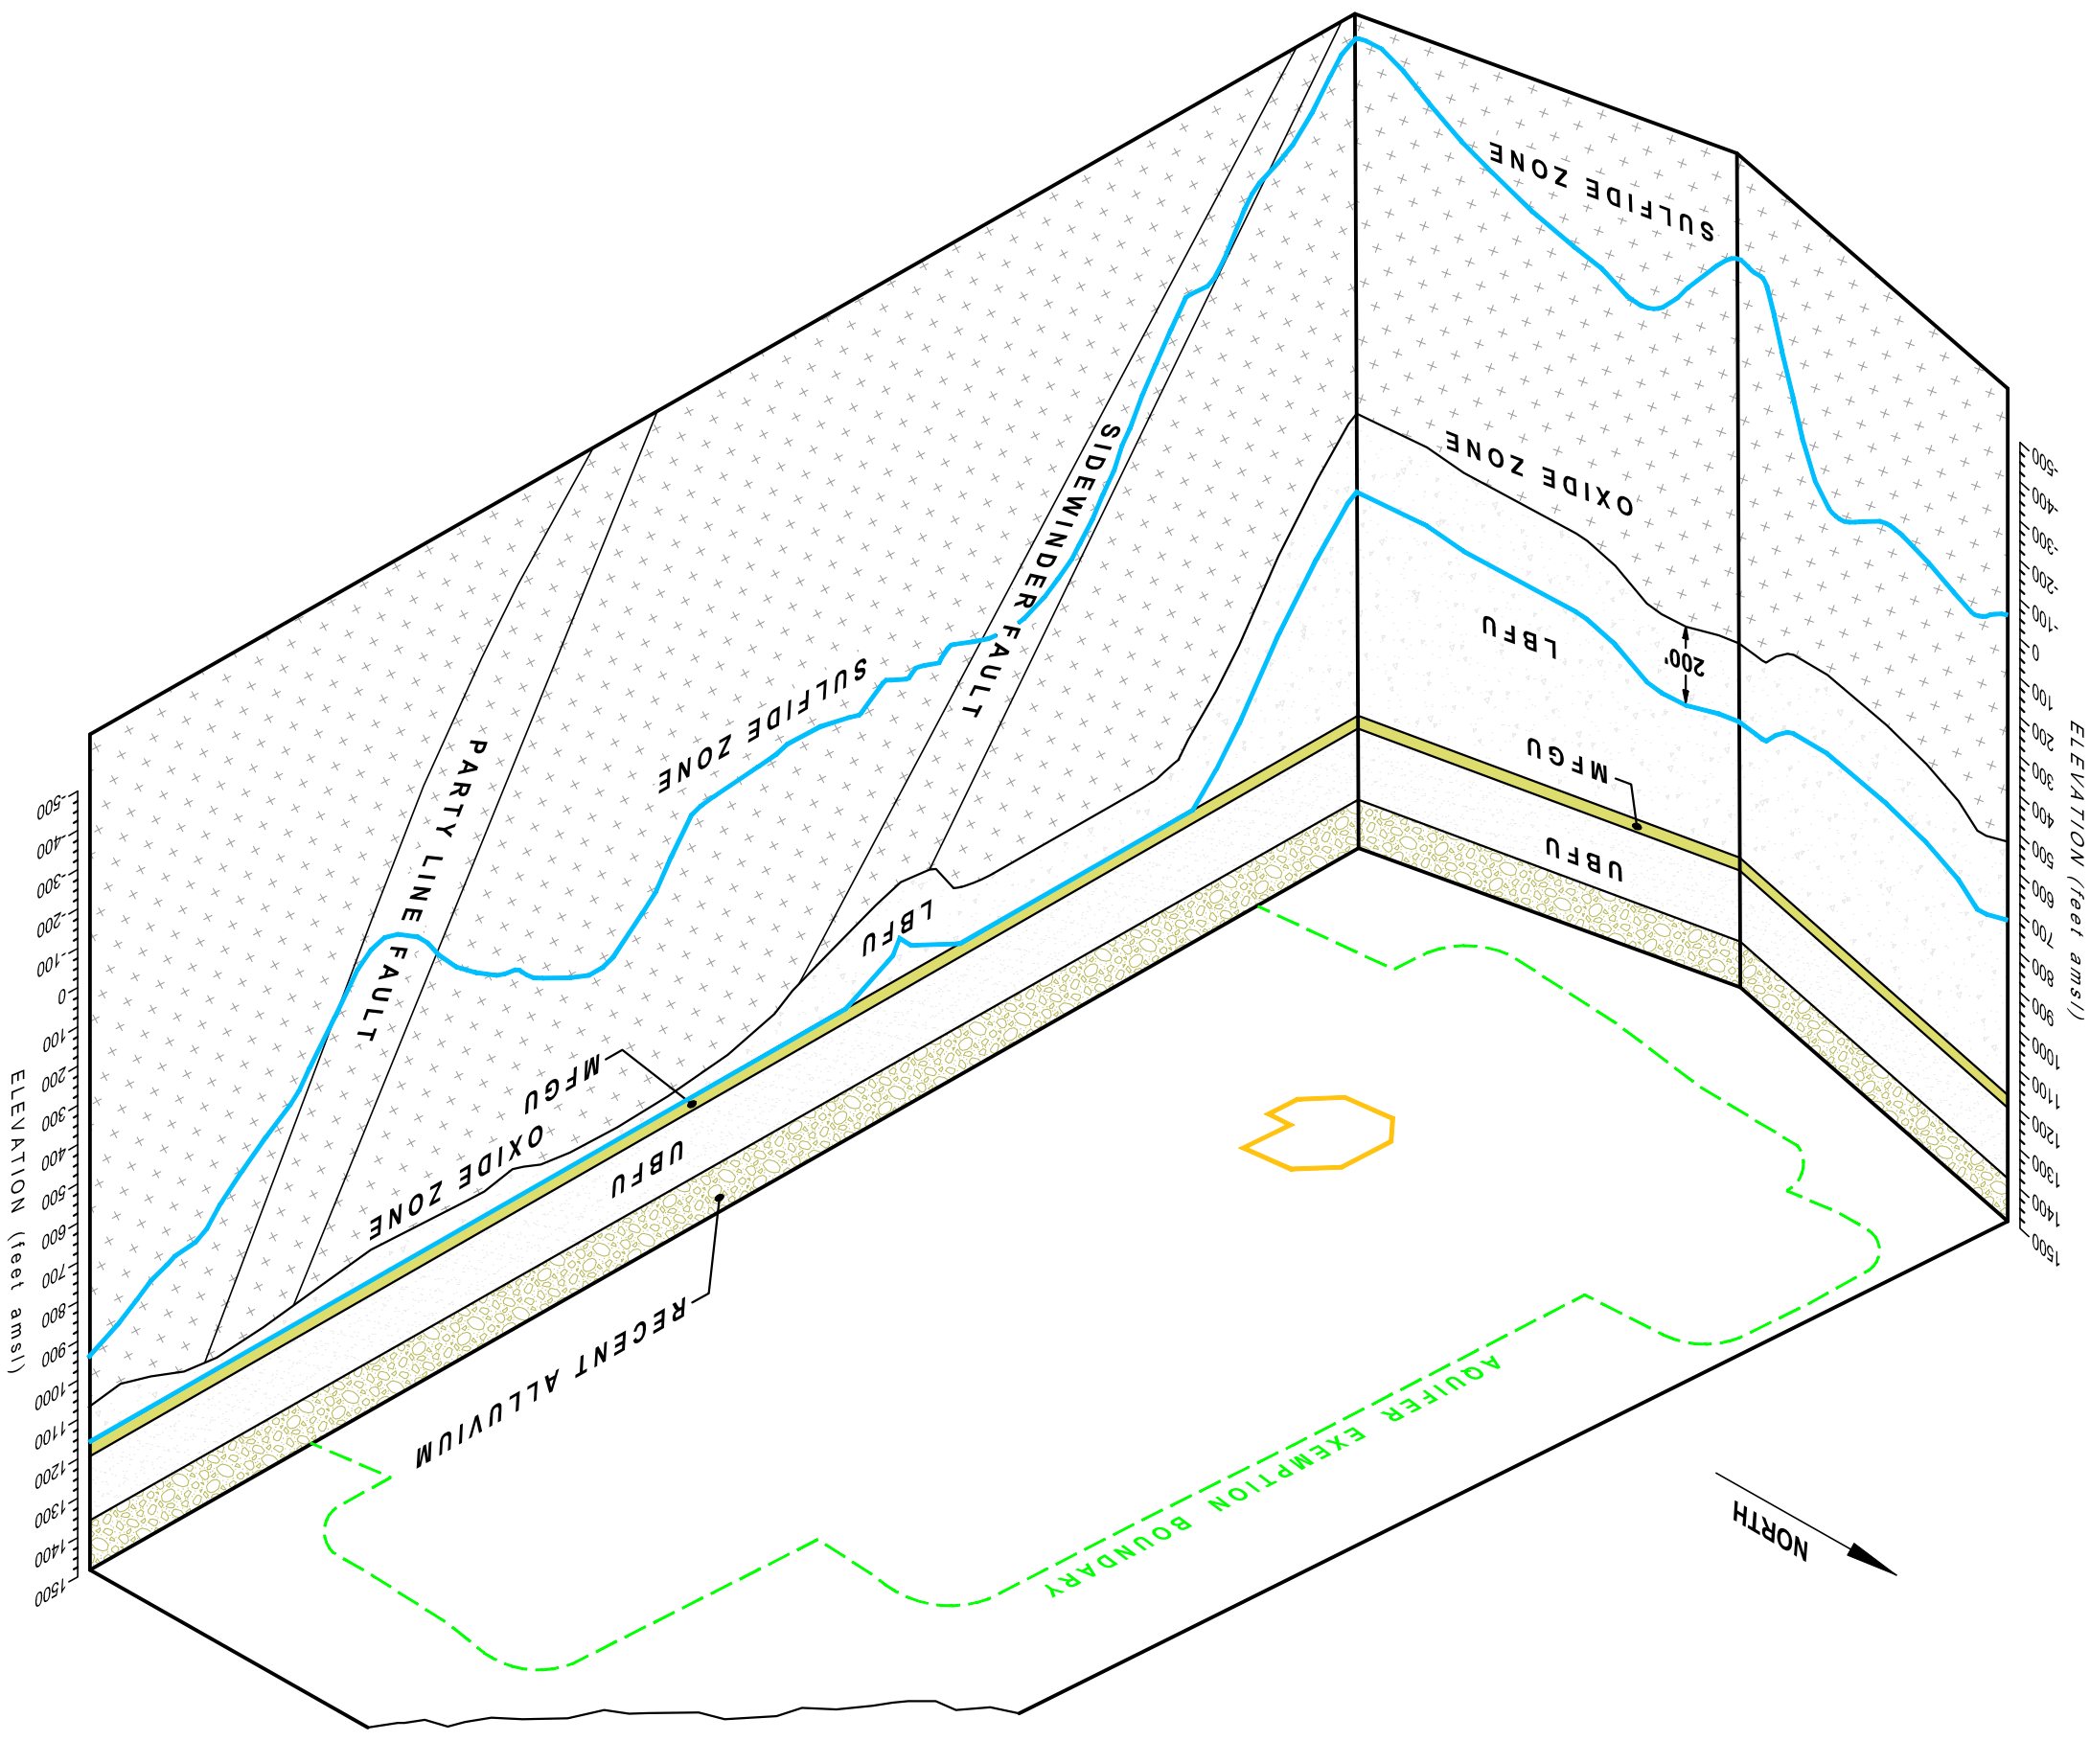 NORTH
AQUIFER EXEMPTION BOUNDARY
RECENT ALLUVIUM
ELEVATION (feet amsl)
1500
1400
1300
1200
1100
1000
900
800
700
600
500
400
300
200
100
0
-100
-200
-300
-400
-500
UBFU
MFGU
LBFU
200'
OXIDE ZONE
SULFIDE ZONE
UBFU
MFGU
OXIDE ZONE
LBFU
SULFIDE ZONE
SIDEWINDER FAULT
PARTY LINE FAULT
1500
1400
1300
1200
1100
1000
900
800
700
600
500
400
300
200
100
0
-100
-200
-300
-400
-500
ELEVATION (feet amsl)